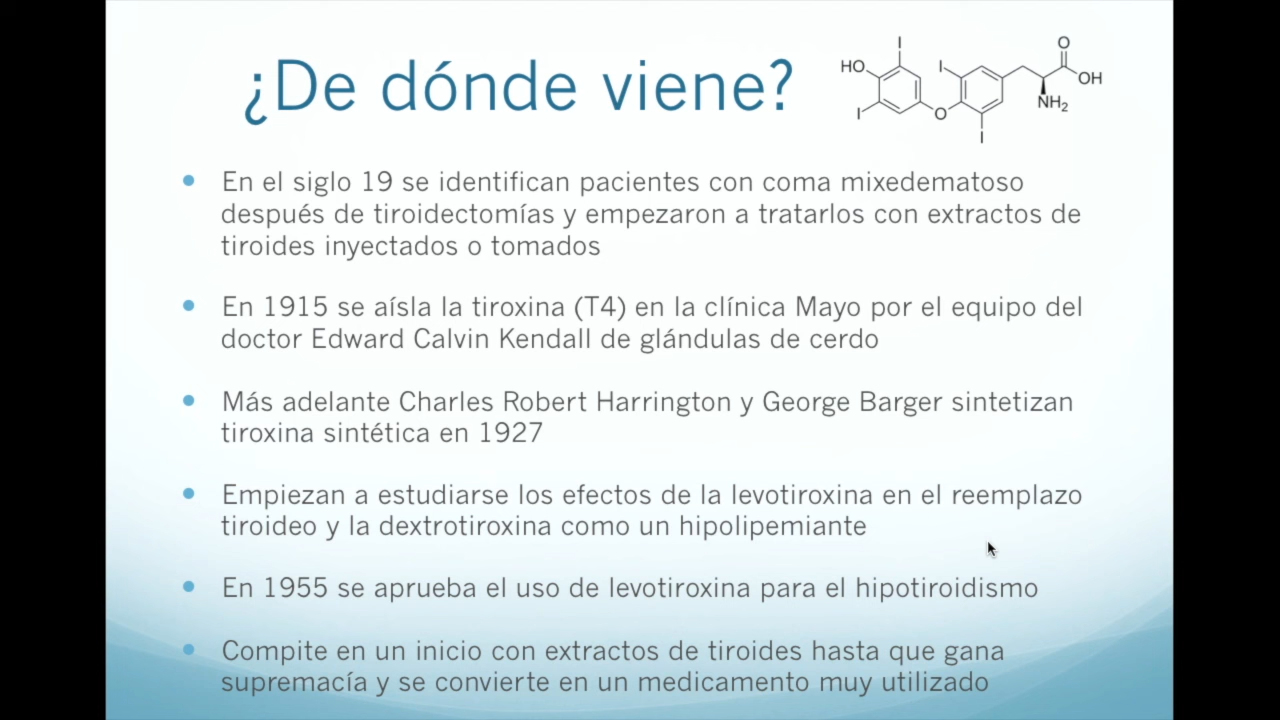 ¿De dónde viene?
HO
I
I
O
I
I
O
OH
NH₂
• En el siglo 19 se identifican pacientes con coma mixedematoso
después de tiroidectomías y empezaron a tratarlos con extractos de
tiroides inyectados o tomados
• En 1915 se aísla la tiroxina (T4) en la clínica Mayo por el equipo del
doctor Edward Calvin Kendall de glándulas de cerdo
• Más adelante Charles Robert Harrington y George Barger sintetizan
tiroxina sintética en 1927
• Empiezan a estudiarse los efectos de la levotiroxina en el reemplazo
tiroideo y la dextrotiroxina como un hipolipemiante
• En 1955 se aprueba el uso de levotiroxina para el hipotiroidismo
• Compite en un inicio con extractos de tiroides hasta que gana
supremacía y se convierte en un medicamento muy utilizado